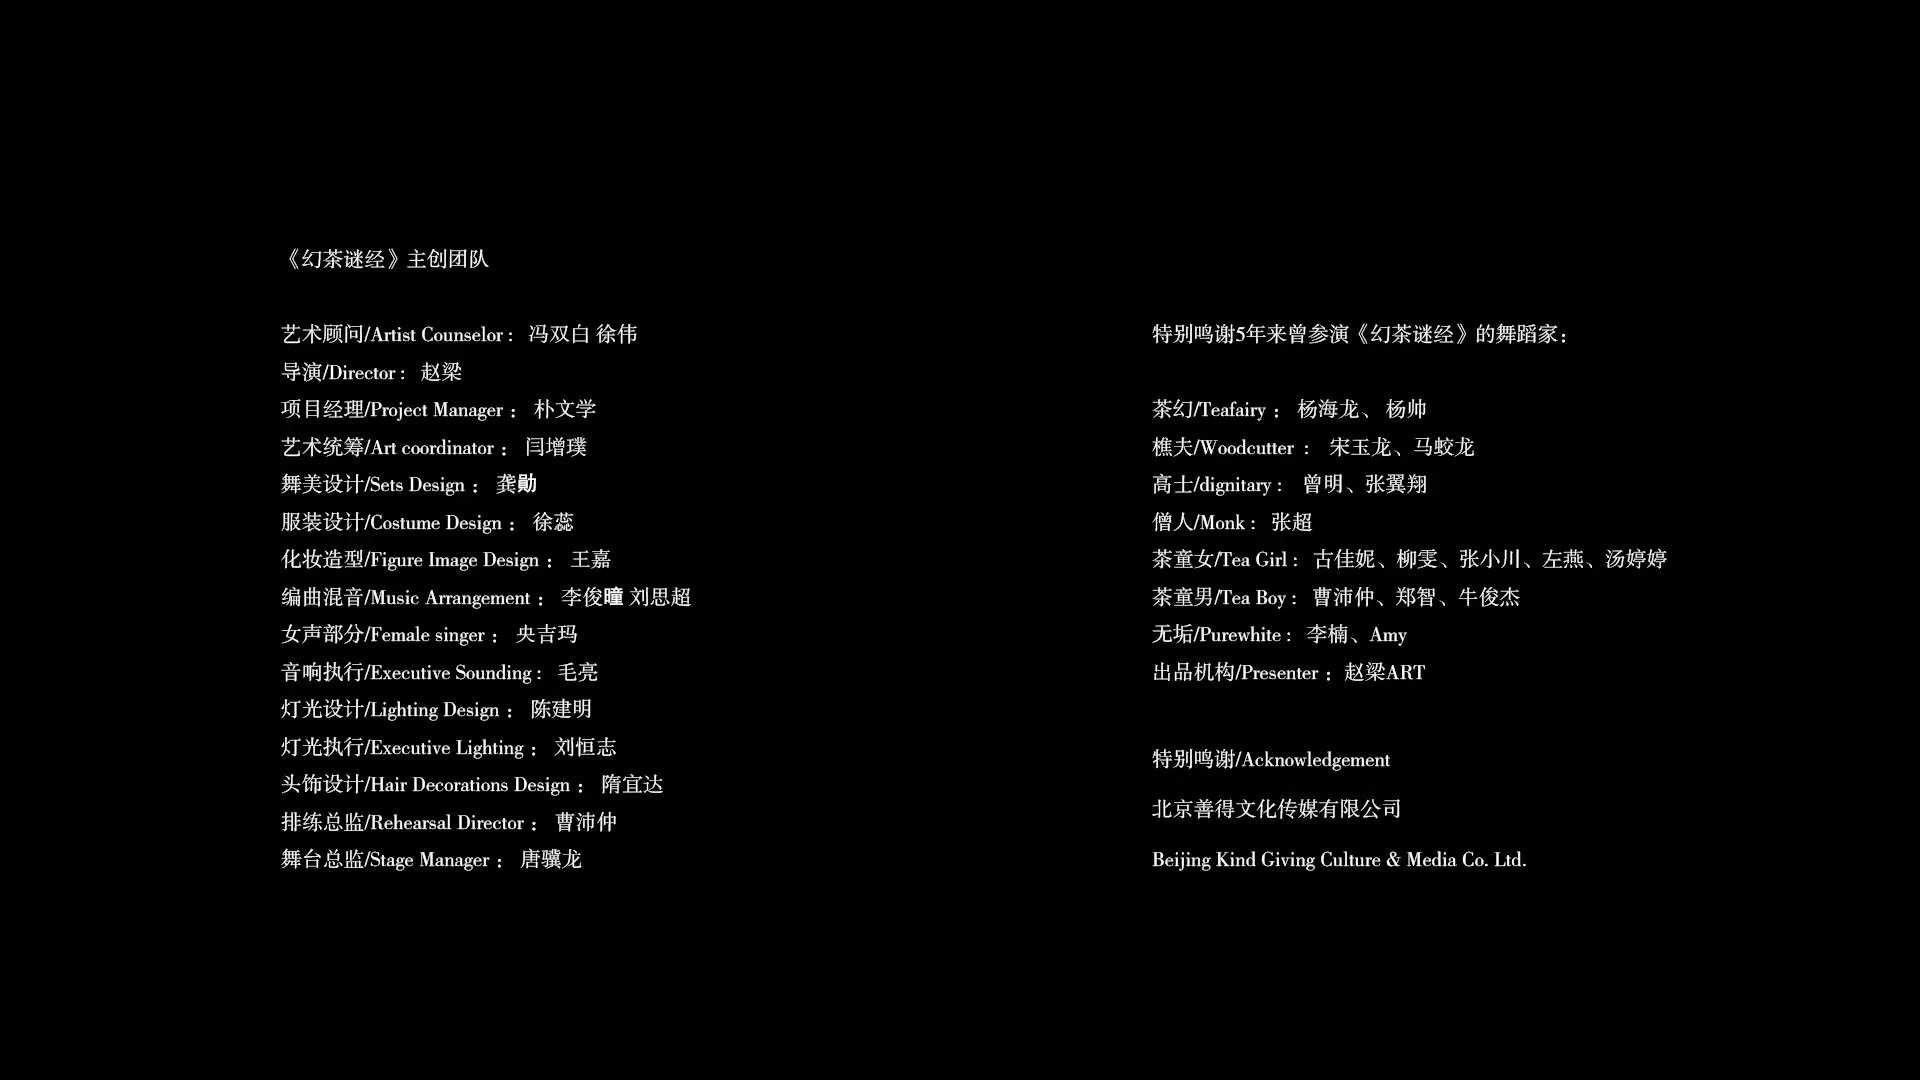 《幻茶谜经》主创团队
艺术顾问/Artist Counselor： 冯双白 徐伟
导演/Director： 赵梁
项目经理/Project Manager ： 朴文学
艺术统筹/Art coordinator ： 闫增璞
舞美设计/Sets Design ： 龚勋
服装设计/Costume Design ： 徐蕊
化妆造型/Figure Image Design ： 王嘉
编曲混音/Music Arrangement ： 李俊曈 刘思超
女声部分/Female singer ： 央吉玛
音响执行/Executive Sounding： 毛亮
灯光设计/Lighting Design ： 陈建明
灯光执行/Executive Lighting ： 刘恒志
头饰设计/Hair Decorations Design ： 隋宜达
排练总监/Rehearsal Director ： 曹沛仲
舞台总监/Stage Manager ： 唐骥龙
特别鸣谢5年来曾参演《幻茶谜经》的舞蹈家：
茶幻/Teafairy ： 杨海龙、 杨帅
樵夫/Woodcutter ： 宋玉龙、马蛟龙
高士/dignitary： 曾明、张翼翔
僧人/Monk： 张超
茶童女/Tea Girl： 古佳妮、柳雯、张小川、左燕、汤婷婷
茶童男/Tea Boy： 曹沛仲、郑智、牛俊杰
无垢/Purewhite： 李楠、Amy
出品机构/Presenter ：赵梁ART
特别鸣谢/Acknowledgement
北京善得文化传媒有限公司
Beijing Kind Giving Culture & Media Co. Ltd.